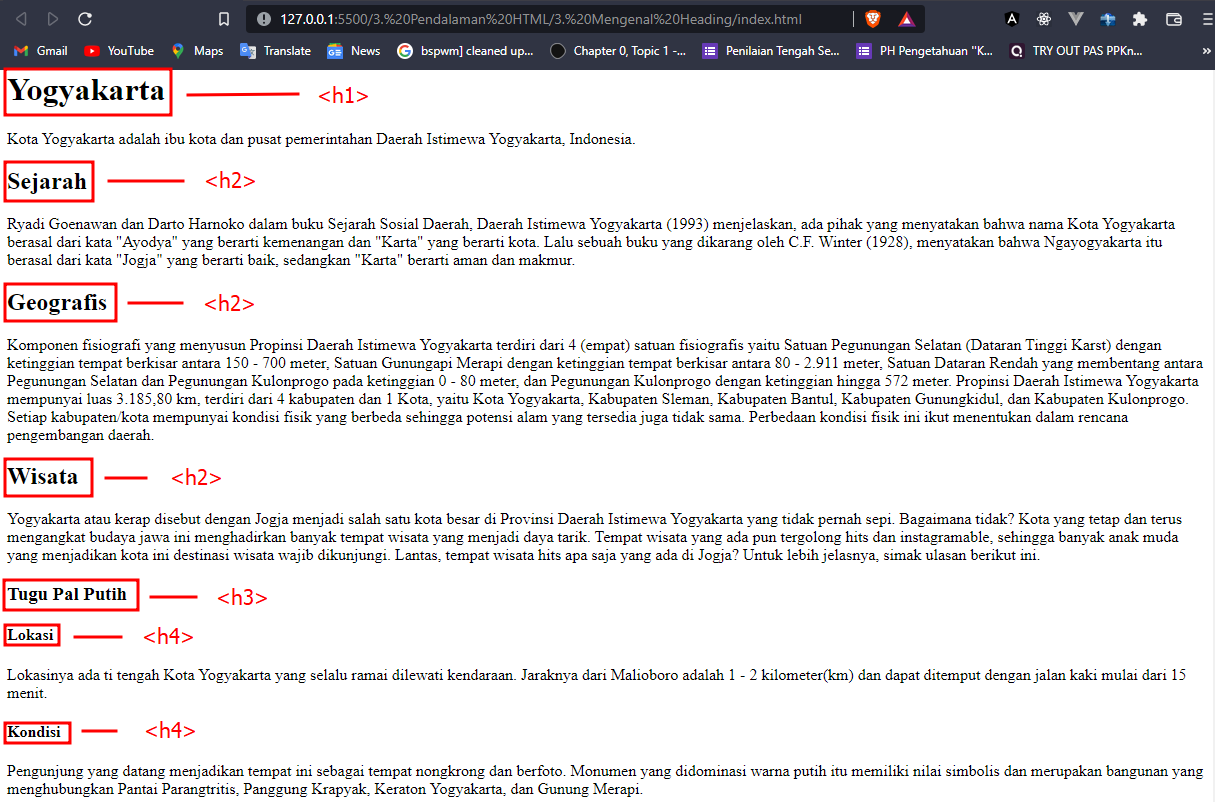 127.0.0.1:5500/3.%20Pendalaman%20HTML/3.%20Mengenal%20Heading/index.html
Gmail YouTube Maps Translate News bspwm] cleaned up... Chapter 0, Topic 1 -... Penilaian Tengah Se... PH Pengetahuan "K... TRY OUT PAS PPKn... »
Yogyakarta <h1>
Kota Yogyakarta adalah ibu kota dan pusat pemerintahan Daerah Istimewa Yogyakarta, Indonesia.
Sejarah <h2>
Ryadi Goenawan dan Darto Harnoko dalam buku Sejarah Sosial Daerah, Daerah Istimewa Yogyakarta (1993) menjelaskan, ada pihak yang menyatakan bahwa nama Kota Yogyakarta
berasal dari kata "Ayodya" yang berarti kemenangan dan "Karta" yang berarti kota. Lalu sebuah buku yang dikarang oleh C.F. Winter (1928), menyatakan bahwa Ngayogyakarta itu
berasal dari kata "Jogja" yang berarti baik, sedangkan "Karta" berarti aman dan makmur.
Geografis <h2>
Komponen fisiografi yang menyusun Propinsi Daerah Istimewa Yogyakarta terdiri dari 4 (empat) satuan fisiografis yaitu Satuan Pegunungan Selatan (Dataran Tinggi Karst) dengan
ketinggian tempat berkisar antara 150 - 700 meter, Satuan Gunungapi Merapi dengan ketinggian tempat berkisar antara 80 - 2.911 meter, Satuan Dataran Rendah yang membentang antara
Pegunungan Selatan dan Pegunungan Kulonprogo pada ketinggian 0 - 80 meter, dan Pegunungan Kulonprogo dengan ketinggian hingga 572 meter. Propinsi Daerah Istimewa Yogyakarta
mempunyai luas 3.185,80 km, terdiri dari 4 kabupaten dan 1 Kota, yaitu Kota Yogyakarta, Kabupaten Sleman, Kabupaten Bantul, Kabupaten Gunungkidul, dan Kabupaten Kulonprogo.
Setiap kabupaten/kota mempunyai kondisi fisik yang berbeda sehingga potensi alam yang tersedia juga tidak sama. Perbedaan kondisi fisik ini ikut menentukan dalam rencana
pengembangan daerah.
Wisata <h2>
Yogyakarta atau kerap disebut dengan Jogja menjadi salah satu kota besar di Provinsi Daerah Istimewa Yogyakarta yang tidak pernah sepi. Bagaimana tidak? Kota yang tetap dan terus
mengangkat budaya jawa ini menghadirkan banyak tempat wisata yang menjadi daya tarik. Tempat wisata yang ada pun tergolong hits dan instagramable, sehingga banyak anak muda
yang menjadikan kota ini destinasi wisata wajib dikunjungi. Lantas, tempat wisata hits apa saja yang ada di Jogja? Untuk lebih jelasnya, simak ulasan berikut ini.
Tugu Pal Putih <h3>
Lokasi <h4>
Lokasinya ada ti tengah Kota Yogyakarta yang selalu ramai dilewati kendaraan. Jaraknya dari Malioboro adalah 1 - 2 kilometer(km) dan dapat ditemput dengan jalan kaki mulai dari 15
menit.
Kondisi <h4>
Pengunjung yang datang menjadikan tempat ini sebagai tempat nongkrong dan berfoto. Monumen yang didominasi warna putih itu memiliki nilai simbolis dan merupakan bangunan yang
menghubungkan Pantai Parangtritis, Panggung Krapyak, Keraton Yogyakarta, dan Gunung Merapi.